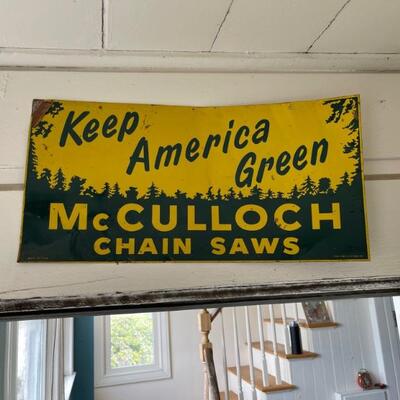 Keep
America
Green
McCULLOCH
CHAIN SAWS